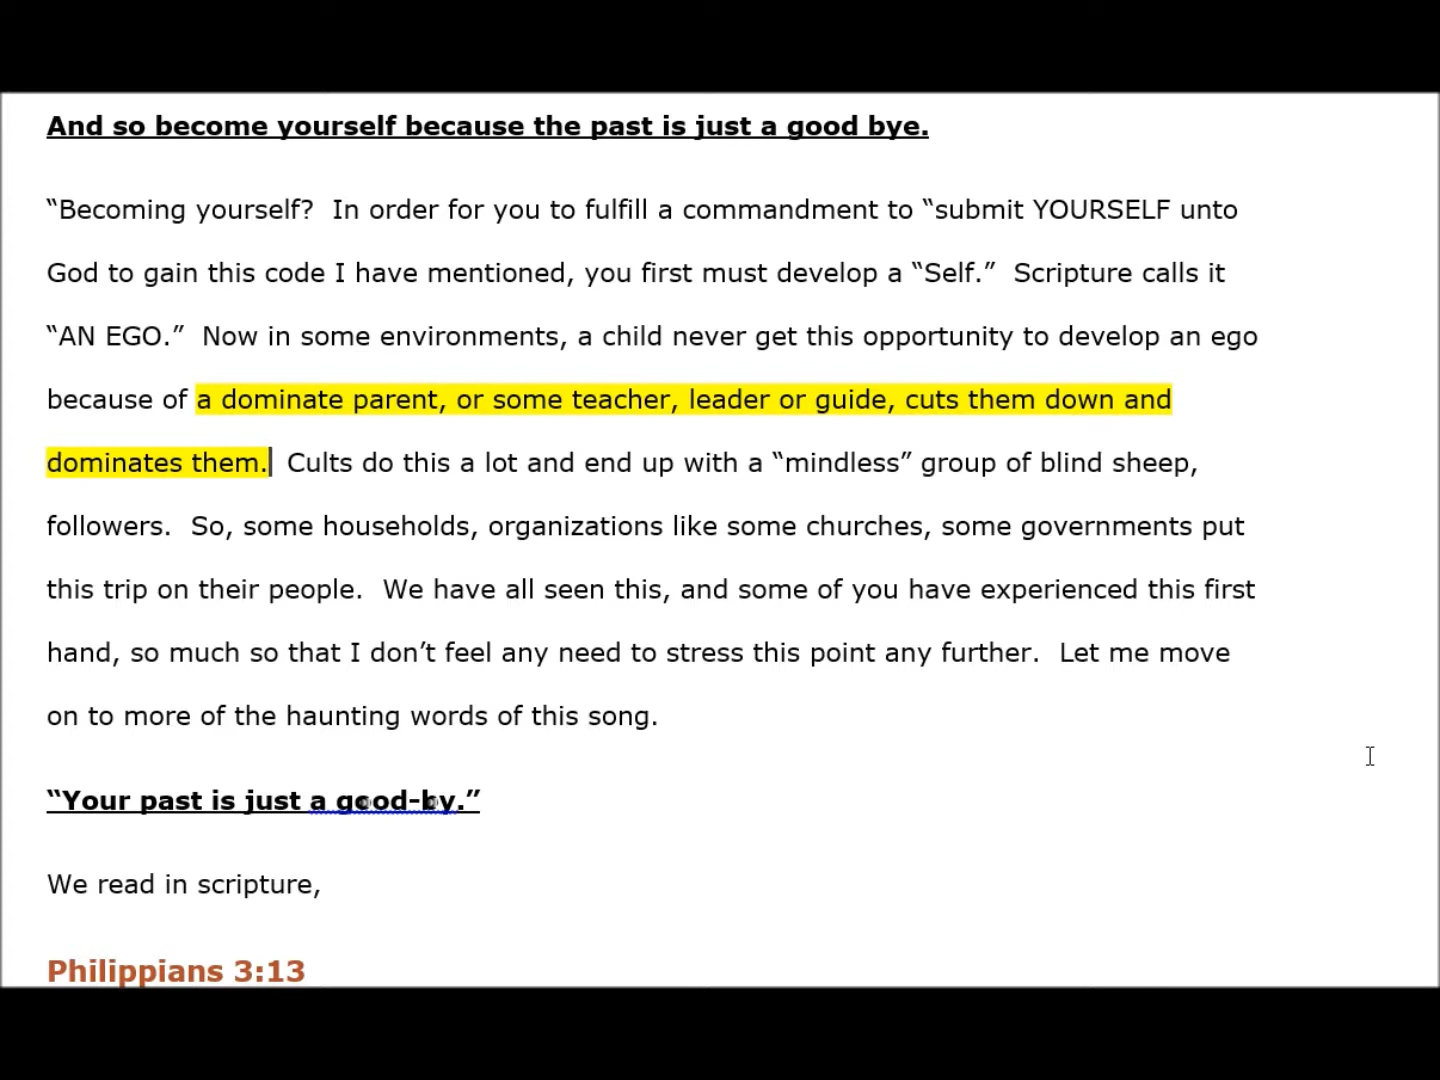 And so become yourself because the past is just a good bye.
“Becoming yourself?  In order for you to fulfill a commandment to “submit YOURSELF unto
God to gain this code I have mentioned, you first must develop a “Self.”  Scripture calls it
“AN EGO.”  Now in some environments, a child never get this opportunity to develop an ego
because of a dominate parent, or some teacher, leader or guide, cuts them down and
dominates them.  Cults do this a lot and end up with a “mindless” group of blind sheep,
followers.  So, some households, organizations like some churches, some governments put
this trip on their people.  We have all seen this, and some of you have experienced this first
hand, so much so that I don’t feel any need to stress this point any further.  Let me move
on to more of the haunting words of this song.
“Your past is just a good-by.”
We read in scripture,
Philippians 3:13